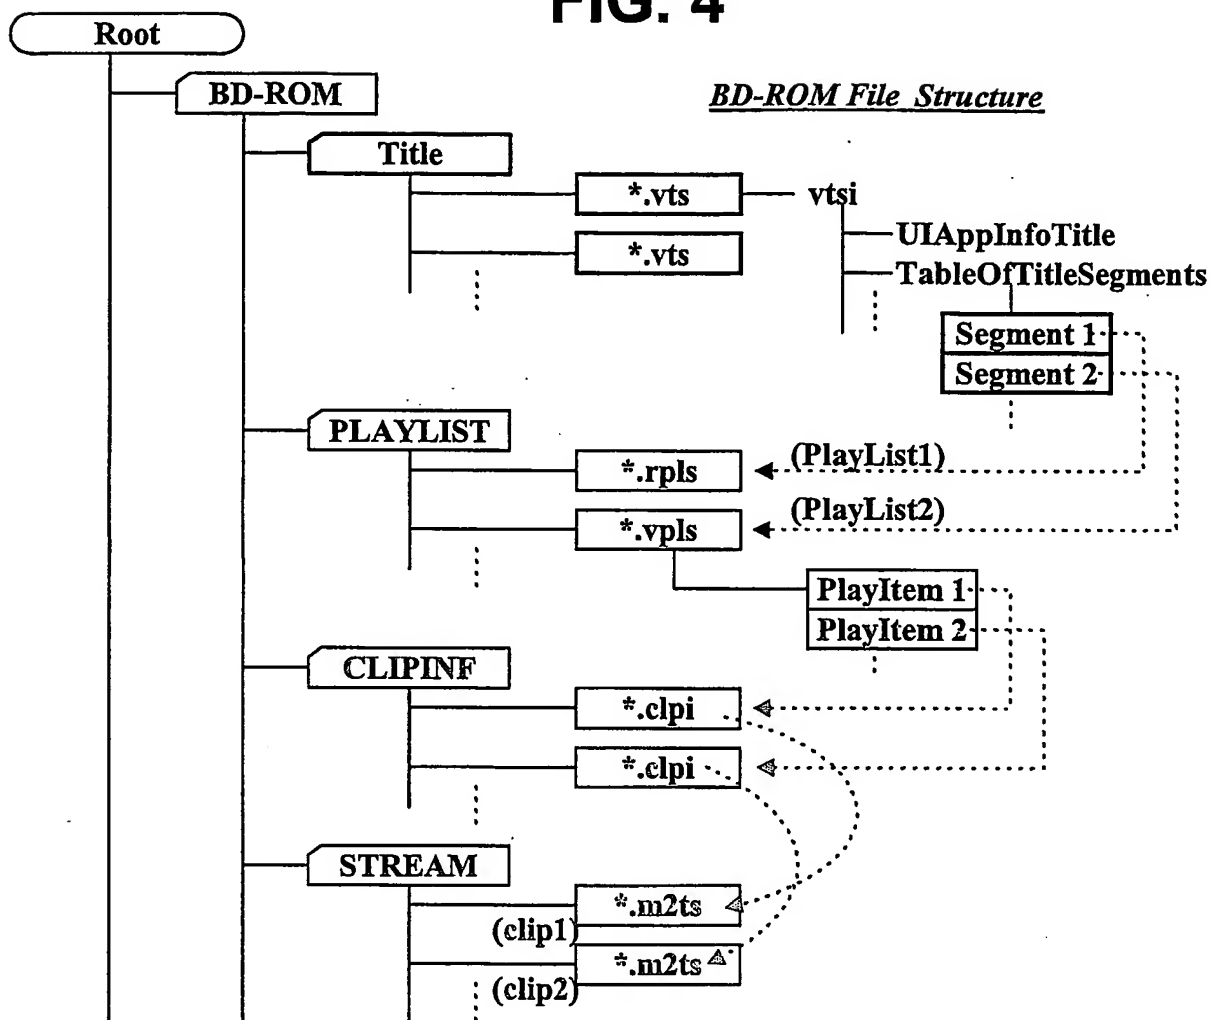 FIG. 4
Root
BD-ROM
BD-ROM File Structure
Title
*.vts
vtsi
UIAppInfoTitle
*.vts
TableOfTitleSegments
Segment 1
Segment 2
PLAYLIST
(PlayList1)
*.rpls
(PlayList2)
*.vpls
PlayItem 1
PlayItem 2
CLIPINF
*.clpi
*.clpi
STREAM
*.m2ts
(clip1)
*.m2ts
(clip2)